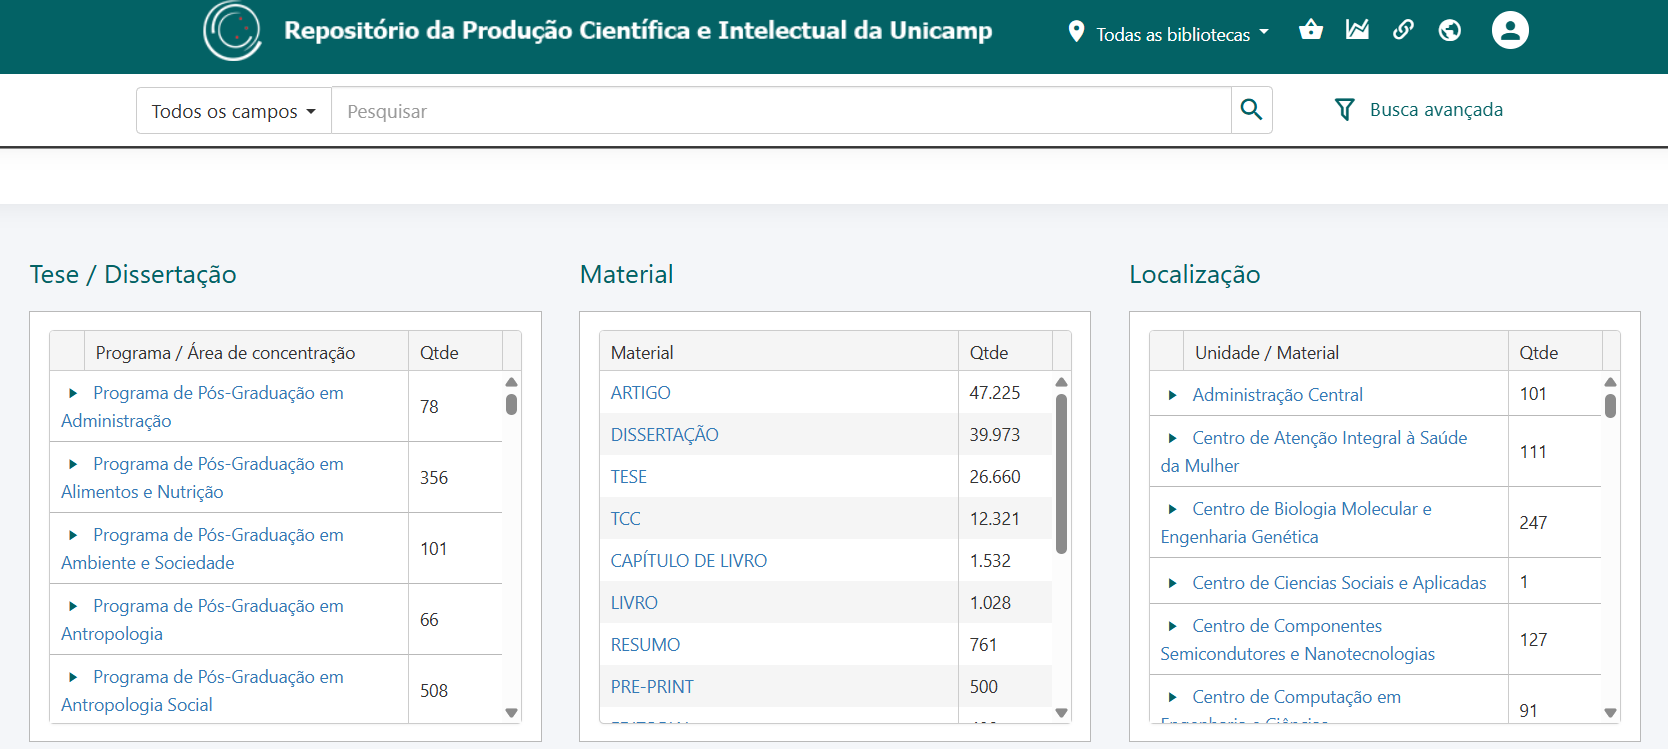 Repositório da Produção Científica e Intelectual da Unicamp
Todas as bibliotecas
Todos os campos
Pesquisar
Busca avançada
Tese / Dissertação
Programa / Área de concentração Qtde
Programa de Pós-Graduação em
Administração
78
Programa de Pós-Graduação em
Alimentos e Nutrição
356
Programa de Pós-Graduação em
Ambiente e Sociedade
101
Programa de Pós-Graduação em
Antropologia
66
Programa de Pós-Graduação em
Antropologia Social
508
Material
Material Qtde
ARTIGO 47.225
DISSERTAÇÃO 39.973
TESE 26.660
TCC 12.321
CAPÍTULO DE LIVRO 1.532
LIVRO 1.028
RESUMO 761
PRE-PRINT 500
Localização
Unidade / Material Qtde
Administração Central 101
Centro de Atenção Integral à Saúde
da Mulher
111
Centro de Biologia Molecular e
Engenharia Genética
247
Centro de Ciencias Sociais e Aplicadas 1
Centro de Componentes
Semicondutores e Nanotecnologias
127
Centro de Computação em
Engenharia e Ciências
91